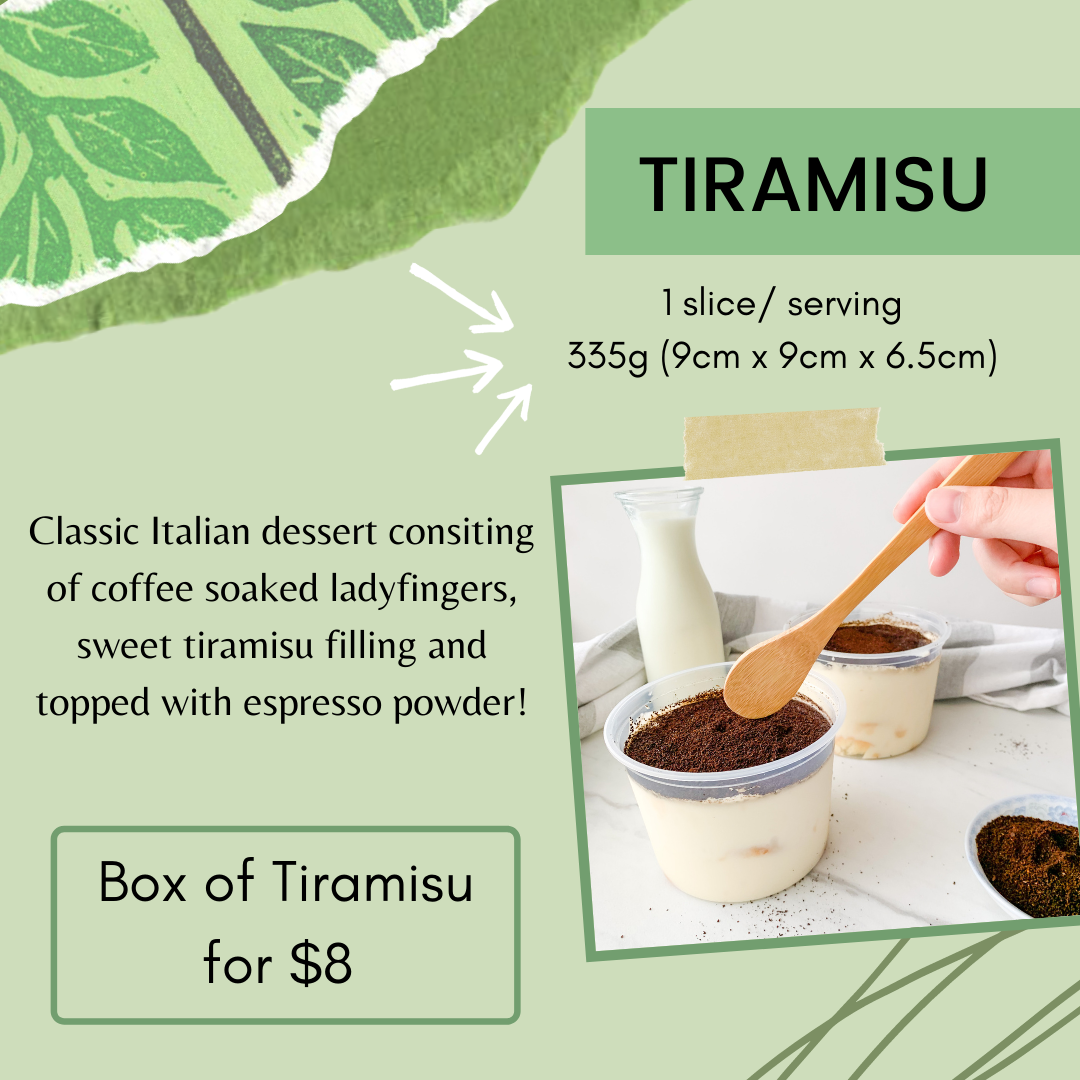 TIRAMISU
1 slice/ serving
335g (9cm x 9cm x 6.5cm)
Classic Italian dessert consiting
of coffee soaked ladyfingers,
sweet tiramisu filling and
topped with espresso powder!
Box of Tiramisu
for $8